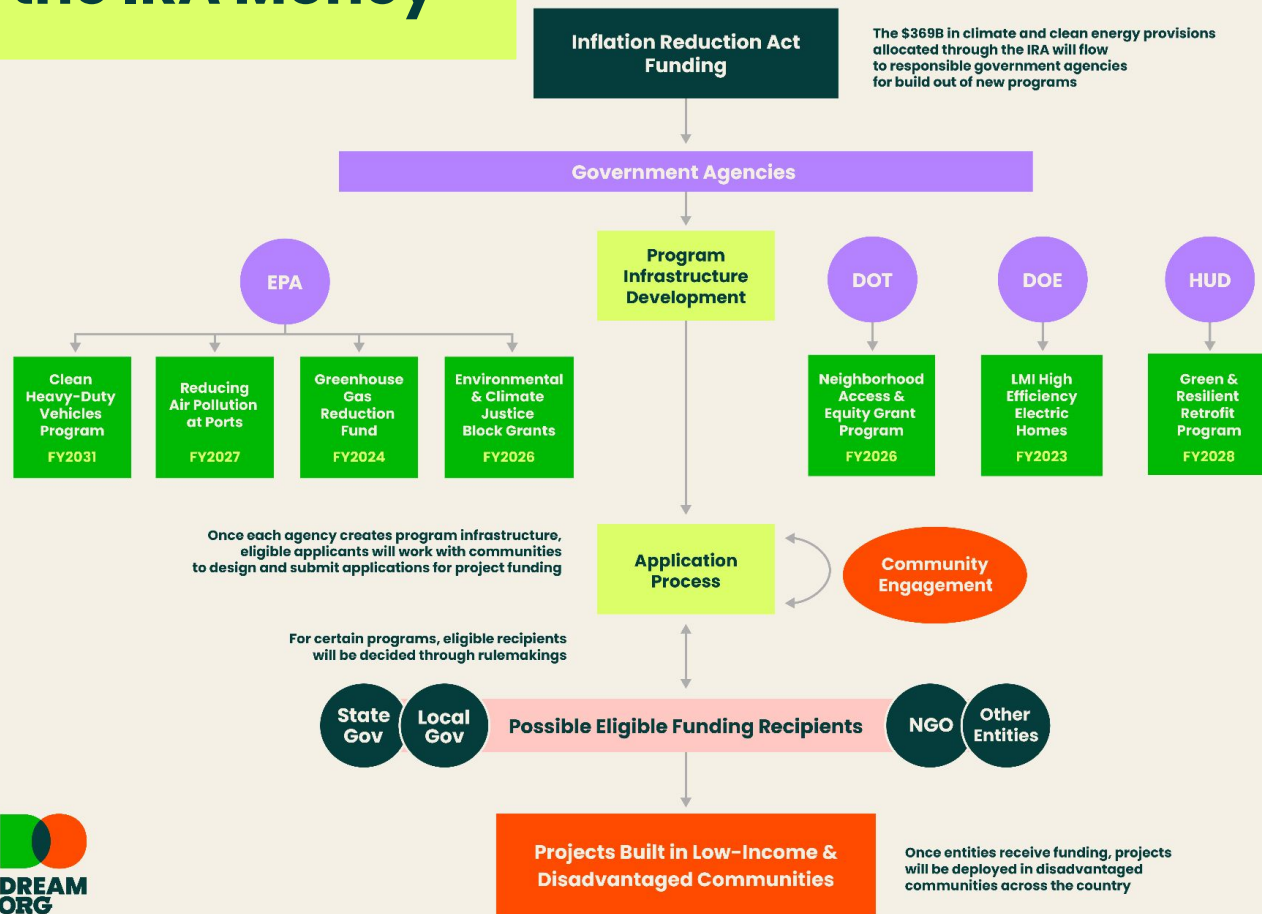 the IRA Money
Inflation Reduction Act
Funding
The $369B in climate and clean energy provisions
allocated through the IRA will flow
to responsible government agencies
for build out of new programs
Government Agencies
EPA
Program
Infrastructure
Development
DOT
DOE
HUD
Clean
Heavy-Duty
Vehicles
Program
FY2031
Reducing
Air Pollution
at Ports
FY2027
Greenhouse
Gas
Reduction
Fund
FY2024
Environmental
& Climate
Justice
Block Grants
FY2026
Neighborhood
Access &
Equity Grant
Program
FY2026
LMI High
Efficiency
Electric
Homes
FY2023
Green &
Resilient
Retrofit
Program
FY2028
Once each agency creates program infrastructure,
eligible applicants will work with communities
to design and submit applications for project funding
Application
Process
Community
Engagement
For certain programs, eligible recipients
will be decided through rulemakings
State
Gov
Local
Gov
Possible Eligible Funding Recipients
NGO
Other
Entities
Projects Built in Low-Income &
Disadvantaged Communities
Once entities receive funding, projects
will be deployed in disadvantaged
communities across the country
DREAM
ORG